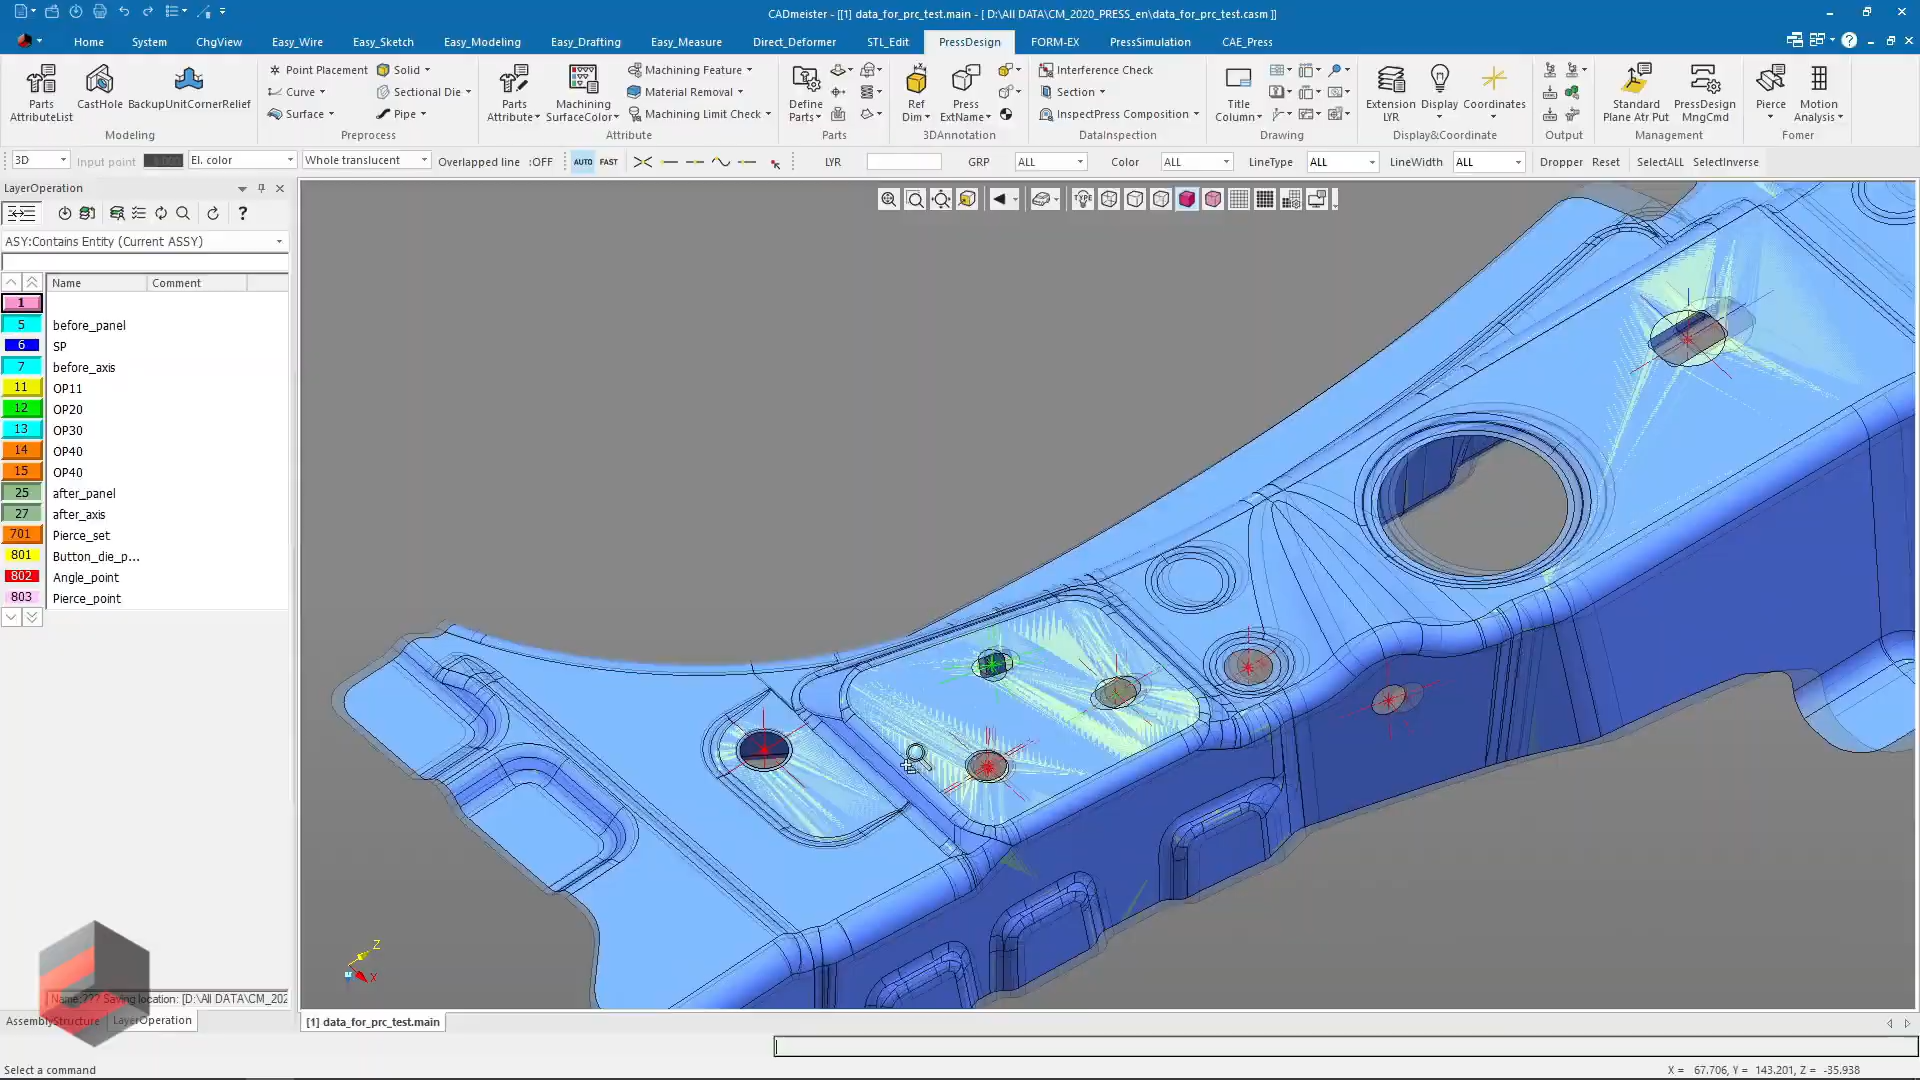 CADmeister - [[1] data_for_prc_test.main - [ D:\All DATA\CM_2020_PRESS_en\data_for_prc_test.casm ]]
Home System ChgView Easy_Wire Easy_Sketch Easy_Modeling Easy_Drafting Easy_Measure Direct_Deformer STL_Edit PressDesign FORM-EX PressSimulation CAE_Press
Parts AttributeList
CastHole
BackupUnitCornerRelief
Modeling
Point Placement
Curve
Surface
Solid
Sectional Die
Pipe
Preprocess
Parts Attribute
Machining SurfaceColor
Machining Feature
Material Removal
Machining Limit Check
Attribute
Define Parts
Parts
Ref Dim
Press ExtName
3DAnnotation
Interference Check
Section
InspectPress Composition
DataInspection
Title Column
Drawing
Extension LYR
Display
Coordinates
Display&Coordinate
Output
Standard Plane Atr Put
PressDesign MngCmd
Management
Pierce
Motion Analysis
Fomer
3D Input point El. color Whole translucent Overlapped line :OFF AUTO FAST LYR GRP ALL Color ALL LineType ALL LineWidth ALL Dropper Reset SelectALL SelectInverse
LayerOperation
TYPE
ASY:Contains Entity (Current ASSY)
Name Comment
1
5 before_panel
6 SP
7 before_axis
11 OP11
12 OP20
13 OP30
14 OP40
15 OP40
25 after_panel
27 after_axis
701 Pierce_set
801 Button_die_p...
802 Angle_point
803 Pierce_point
Z
X
Name:??? Saving location: [D:\All DATA\CM_202
AssemblyStructure LayerOperation
[1] data_for_prc_test.main
Select a command
X = 67.706, Y = 143.201, Z = -35.938